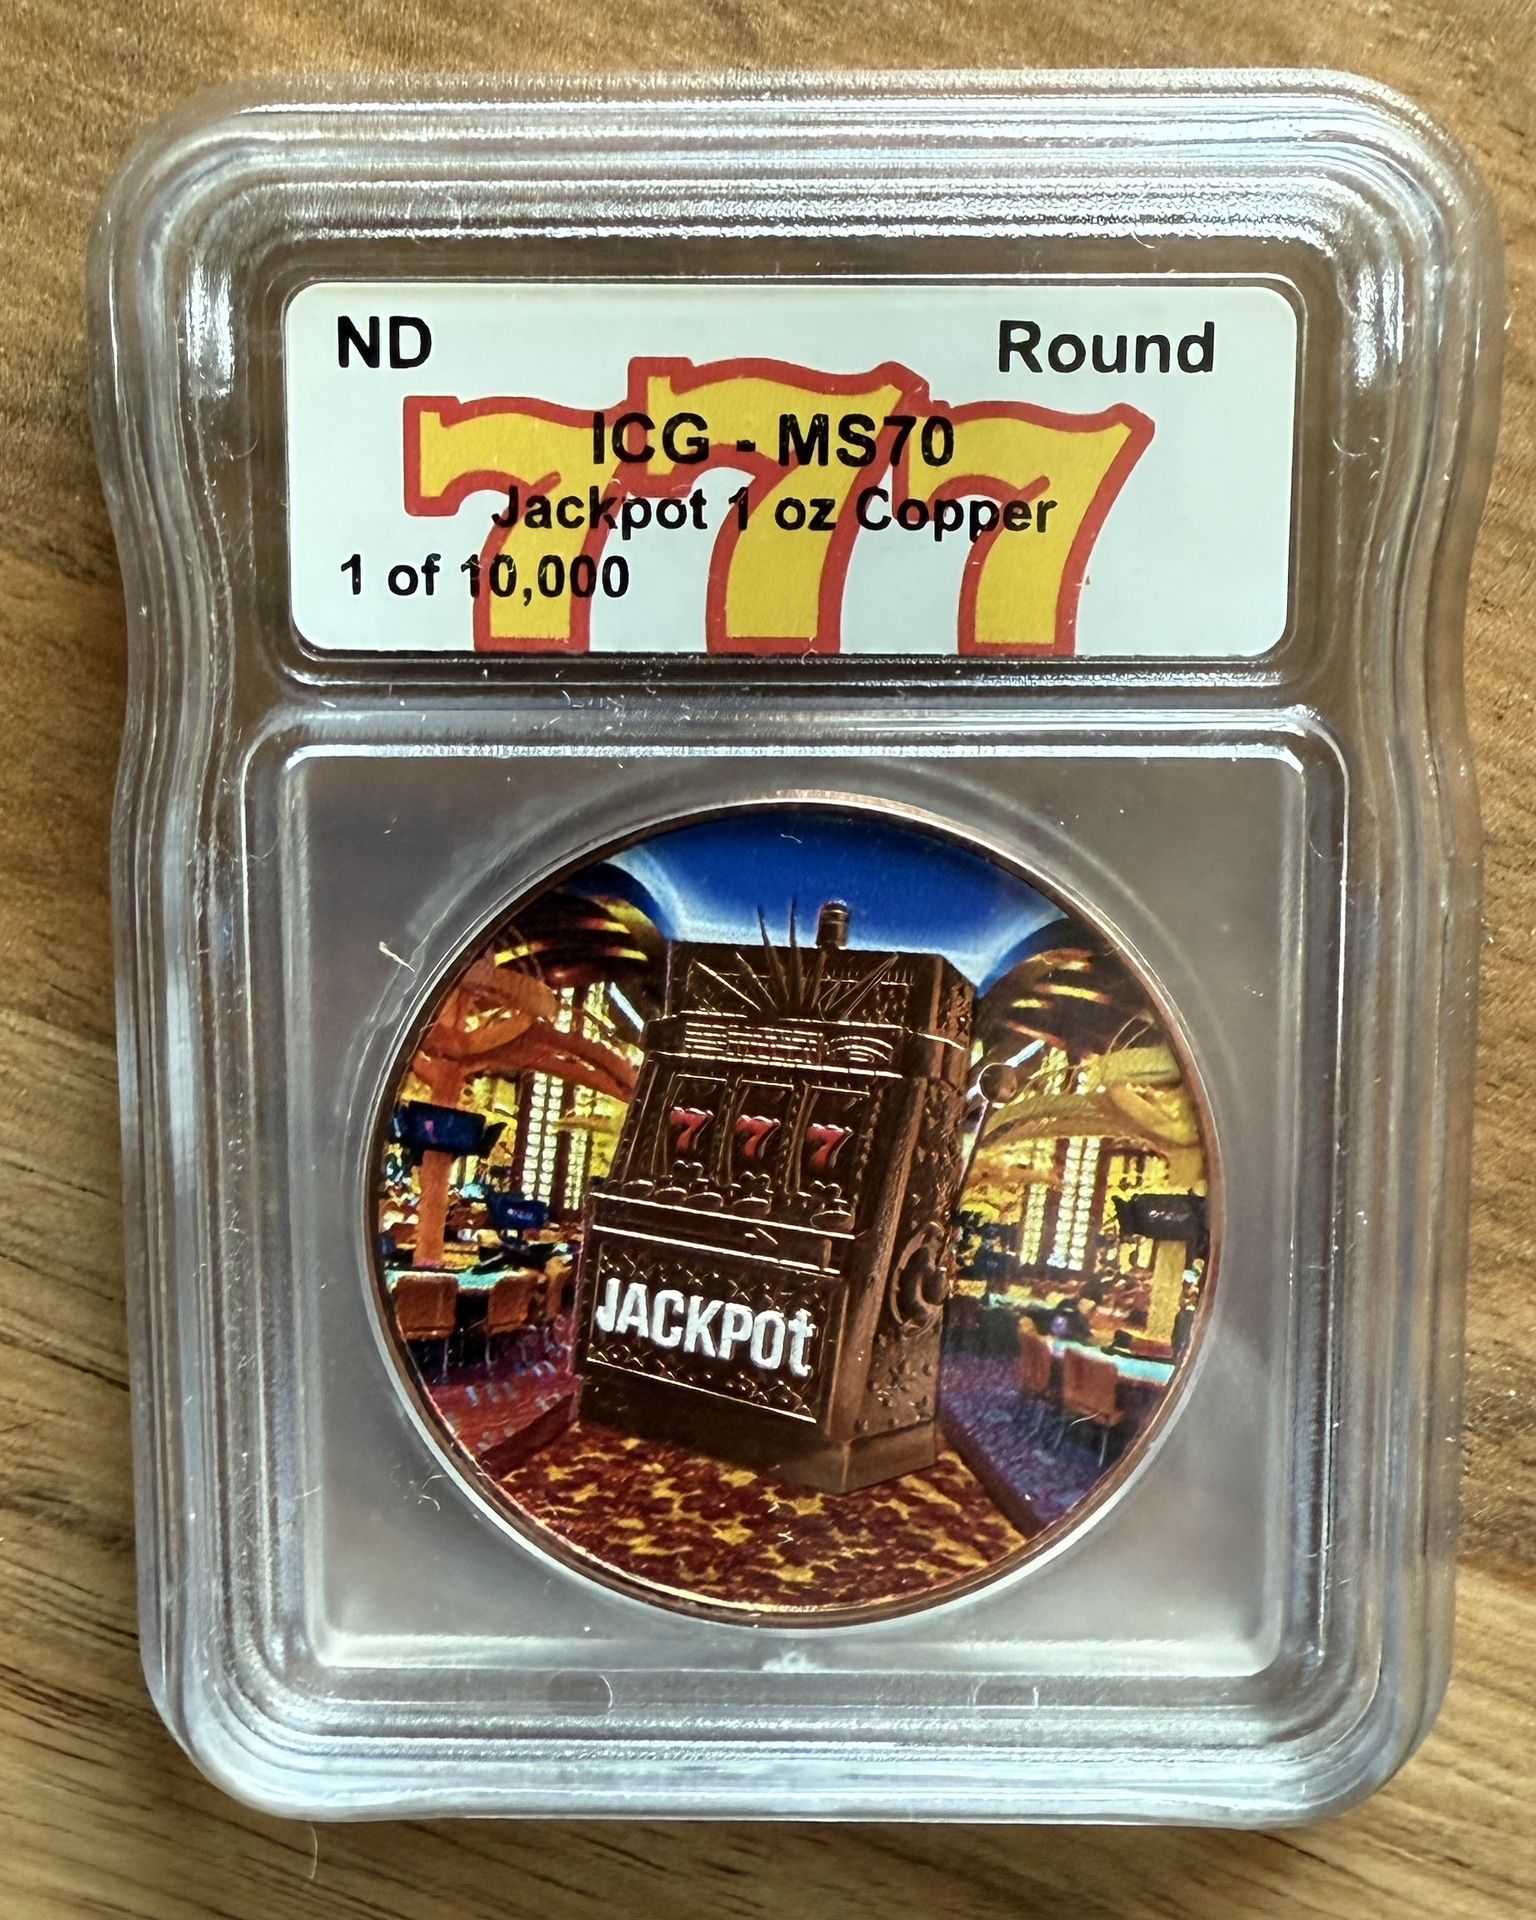 ND Round
777
ICG - MS70
Jackpot 1 oz Copper
1 of 10,000
777
JACKPOt